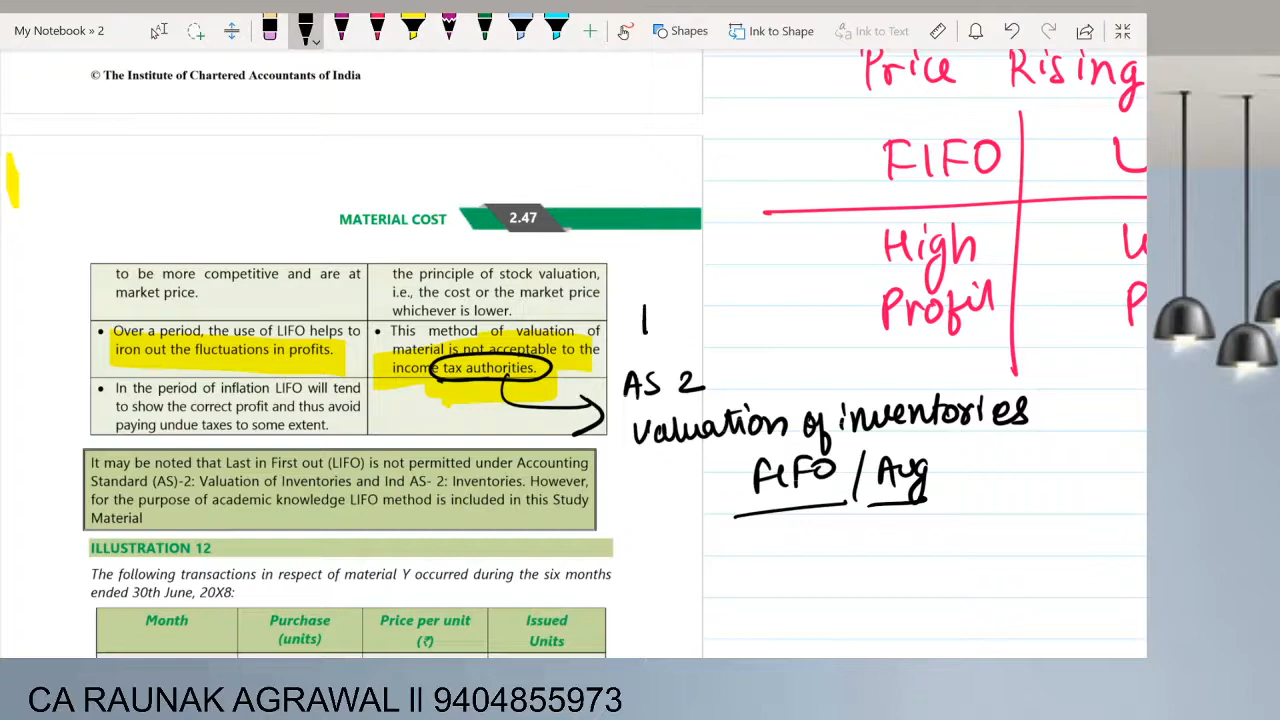 My Notebook » 2
Shapes
Ink to Shape
Ink to Text
© The Institute of Chartered Accountants of India
MATERIAL COST 2.47
to be more competitive and are at
market price.
the principle of stock valuation,
i.e., the cost or the market price
whichever is lower.
• Over a period, the use of LIFO helps to
iron out the fluctuations in profits.
• This method of valuation of
material is not acceptable to the
income tax authorities.
• In the period of inflation LIFO will tend
to show the correct profit and thus avoid
paying undue taxes to some extent.
It may be noted that Last in First out (LIFO) is not permitted under Accounting
Standard (AS)-2: Valuation of Inventories and Ind AS- 2: Inventories. However,
for the purpose of academic knowledge LIFO method is included in this Study
Material
ILLUSTRATION 12
The following transactions in respect of material Y occurred during the six months
ended 30th June, 20X8:
Month Purchase (units) Price per unit (₹) Issued Units
Price Rising
FIFO
High
Profit
AS 2
Valuation of inventories
FIFO / Avg
CA RAUNAK AGRAWAL ll 9404855973